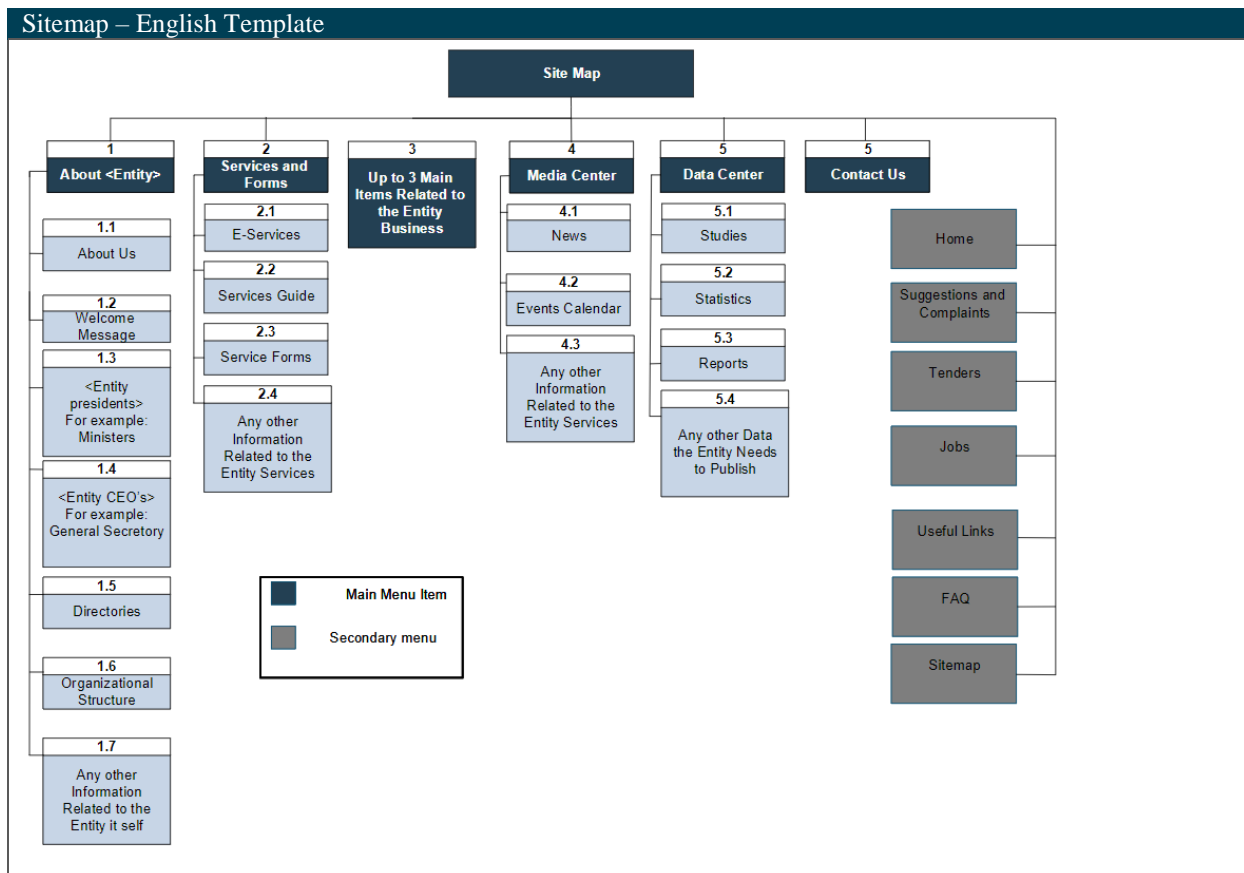 Sitemap – English Template
Site Map
1
About <Entity>
1.1
About Us
1.2
Welcome
Message
1.3
<Entity
presidents>
For example:
Ministers
1.4
<Entity CEO's>
For example:
General Secretory
1.5
Directories
1.6
Organizational
Structure
1.7
Any other
Information
Related to the
Entity it self
2
Services and
Forms
2.1
E-Services
2.2
Services Guide
2.3
Service Forms
2.4
Any other
Information
Related to the
Entity Services
3
Up to 3 Main
Items Related to
the Entity
Business
4
Media Center
4.1
News
4.2
Events Calendar
4.3
Any other
Information
Related to the
Entity Services
5
Data Center
5.1
Studies
5.2
Statistics
5.3
Reports
5.4
Any other Data
the Entity Needs
to Publish
5
Contact Us
Home
Suggestions and
Complaints
Tenders
Jobs
Useful Links
FAQ
Sitemap
Main Menu Item
Secondary menu